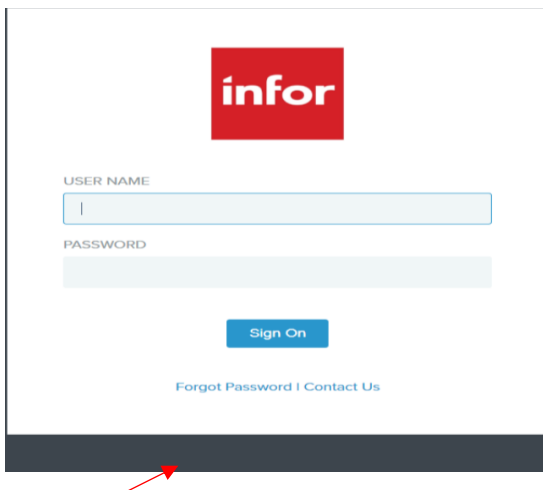 infor
USER NAME
PASSWORD
Sign On
Forgot Password | Contact Us